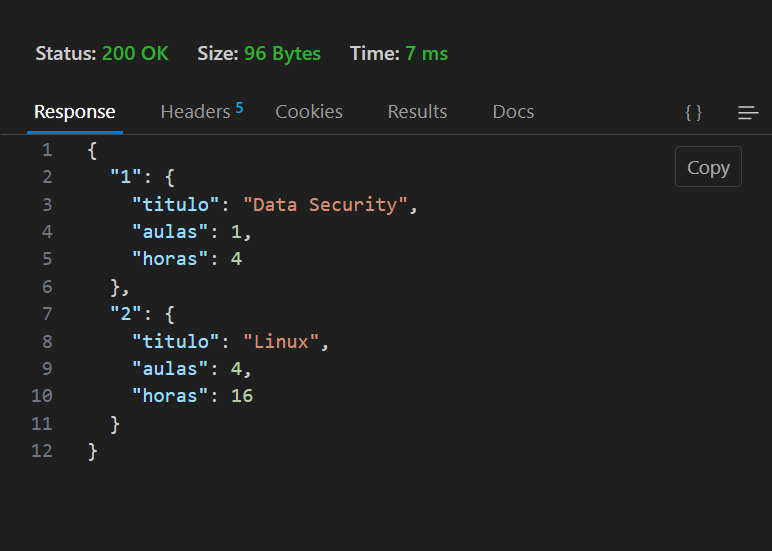 Status: 200 OK Size: 96 Bytes Time: 7 ms
Response Headers 5 Cookies Results Docs { }
Copy
1 {
2 "1": {
3 "titulo": "Data Security",
4 "aulas": 1,
5 "horas": 4
6 },
7 "2": {
8 "titulo": "Linux",
9 "aulas": 4,
10 "horas": 16
11 }
12 }